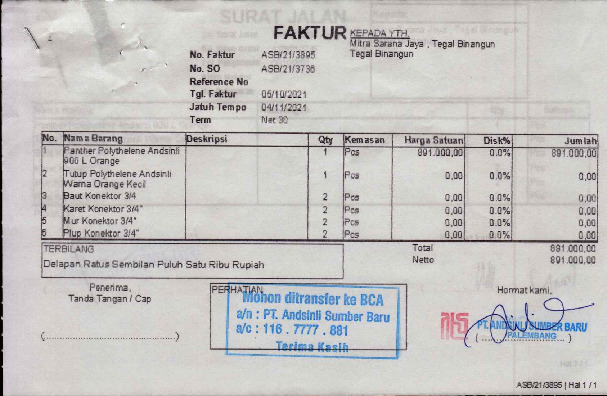 SURAT JALAN
FAKTUR
KEPADA YTH.
Mitra Sarana Jaya , Tegal Binangun
Tegal Binangun
No. Faktur ASB/21/3895
No. SO ASB/21/3736
Reference No
Tgl. Faktur 05/10/2021
Jatuh Tempo 04/11/2021
Term Net 30
No. Nama Barang Deskripsi Qty Kemasan Harga Satuan Disk% Jumlah
1 Panther Polythelene Andsinli 1 Pcs 891.000,00 0.0% 891.000,00
900 L Orange
2 Tutup Polythelene Andsinli 1 Pcs 0,00 0.0% 0,00
Warna Orange Kecil
3 Baut Konektor 3/4 2 Pcs 0,00 0.0% 0,00
4 Karet Konektor 3/4" 2 Pcs 0,00 0.0% 0,00
5 Mur Konektor 3/4" 2 Pcs 0,00 0.0% 0,00
6 Plup Konektor 3/4" 2 Pcs 0,00 0.0% 0,00
TERBILANG
Delapan Ratus Sembilan Puluh Satu Ribu Rupiah
Total 891.000,00
Netto 891.000,00
Penerima,
Tanda Tangan / Cap
(................................)
PERHATIAN
Mohon ditransfer ke BCA
a/n : PT. Andsinli Sumber Baru
a/c : 116 . 7777 . 881
Terima Kasih
Hormat kami,
PT. ANDSINLI SUMBER BARU
PALEMBANG
ASB/21/3895 | Hal 1 / 1